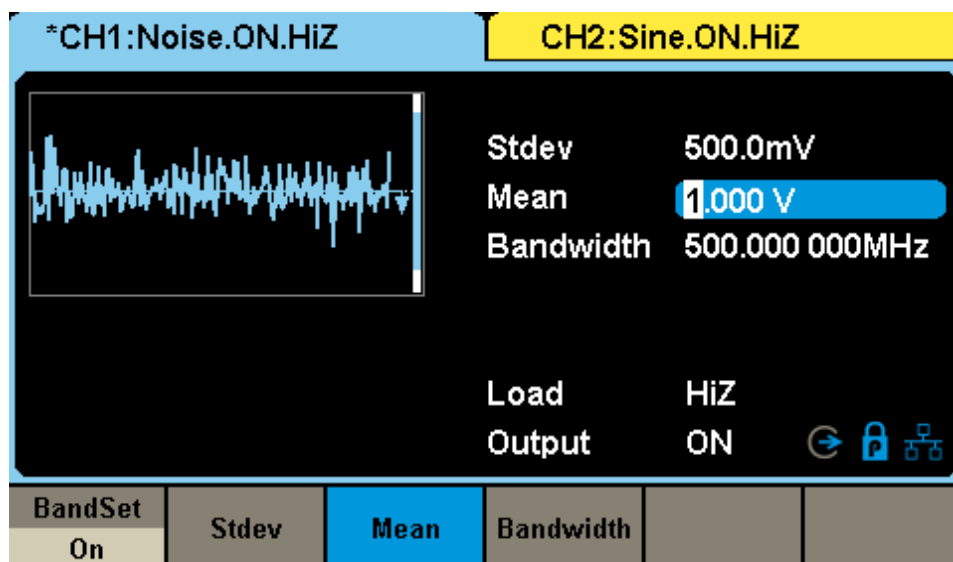 *CH1:Noise.ON.HiZ CH2:Sine.ON.HiZ
Stdev 500.0mV
Mean 1.000 V
Bandwidth 500.000 000MHz
Load HiZ
Output ON
P
BandSet
On
Stdev
Mean
Bandwidth